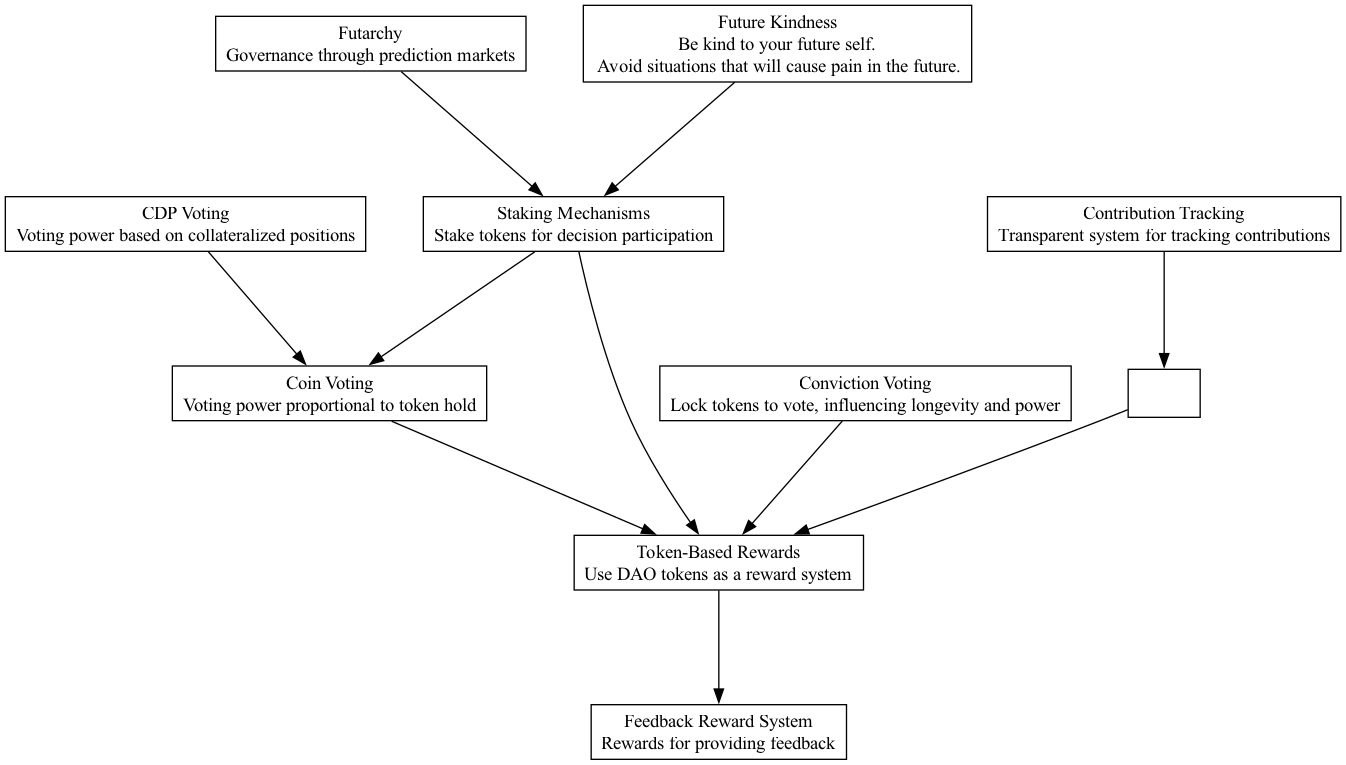 Futarchy
Governance through prediction markets
Future Kindness
Be kind to your future self.
Avoid situations that will cause pain in the future.
CDP Voting
Voting power based on collateralized positions
Staking Mechanisms
Stake tokens for decision participation
Contribution Tracking
Transparent system for tracking contributions
Coin Voting
Voting power proportional to token hold
Conviction Voting
Lock tokens to vote, influencing longevity and power
Token-Based Rewards
Use DAO tokens as a reward system
Feedback Reward System
Rewards for providing feedback